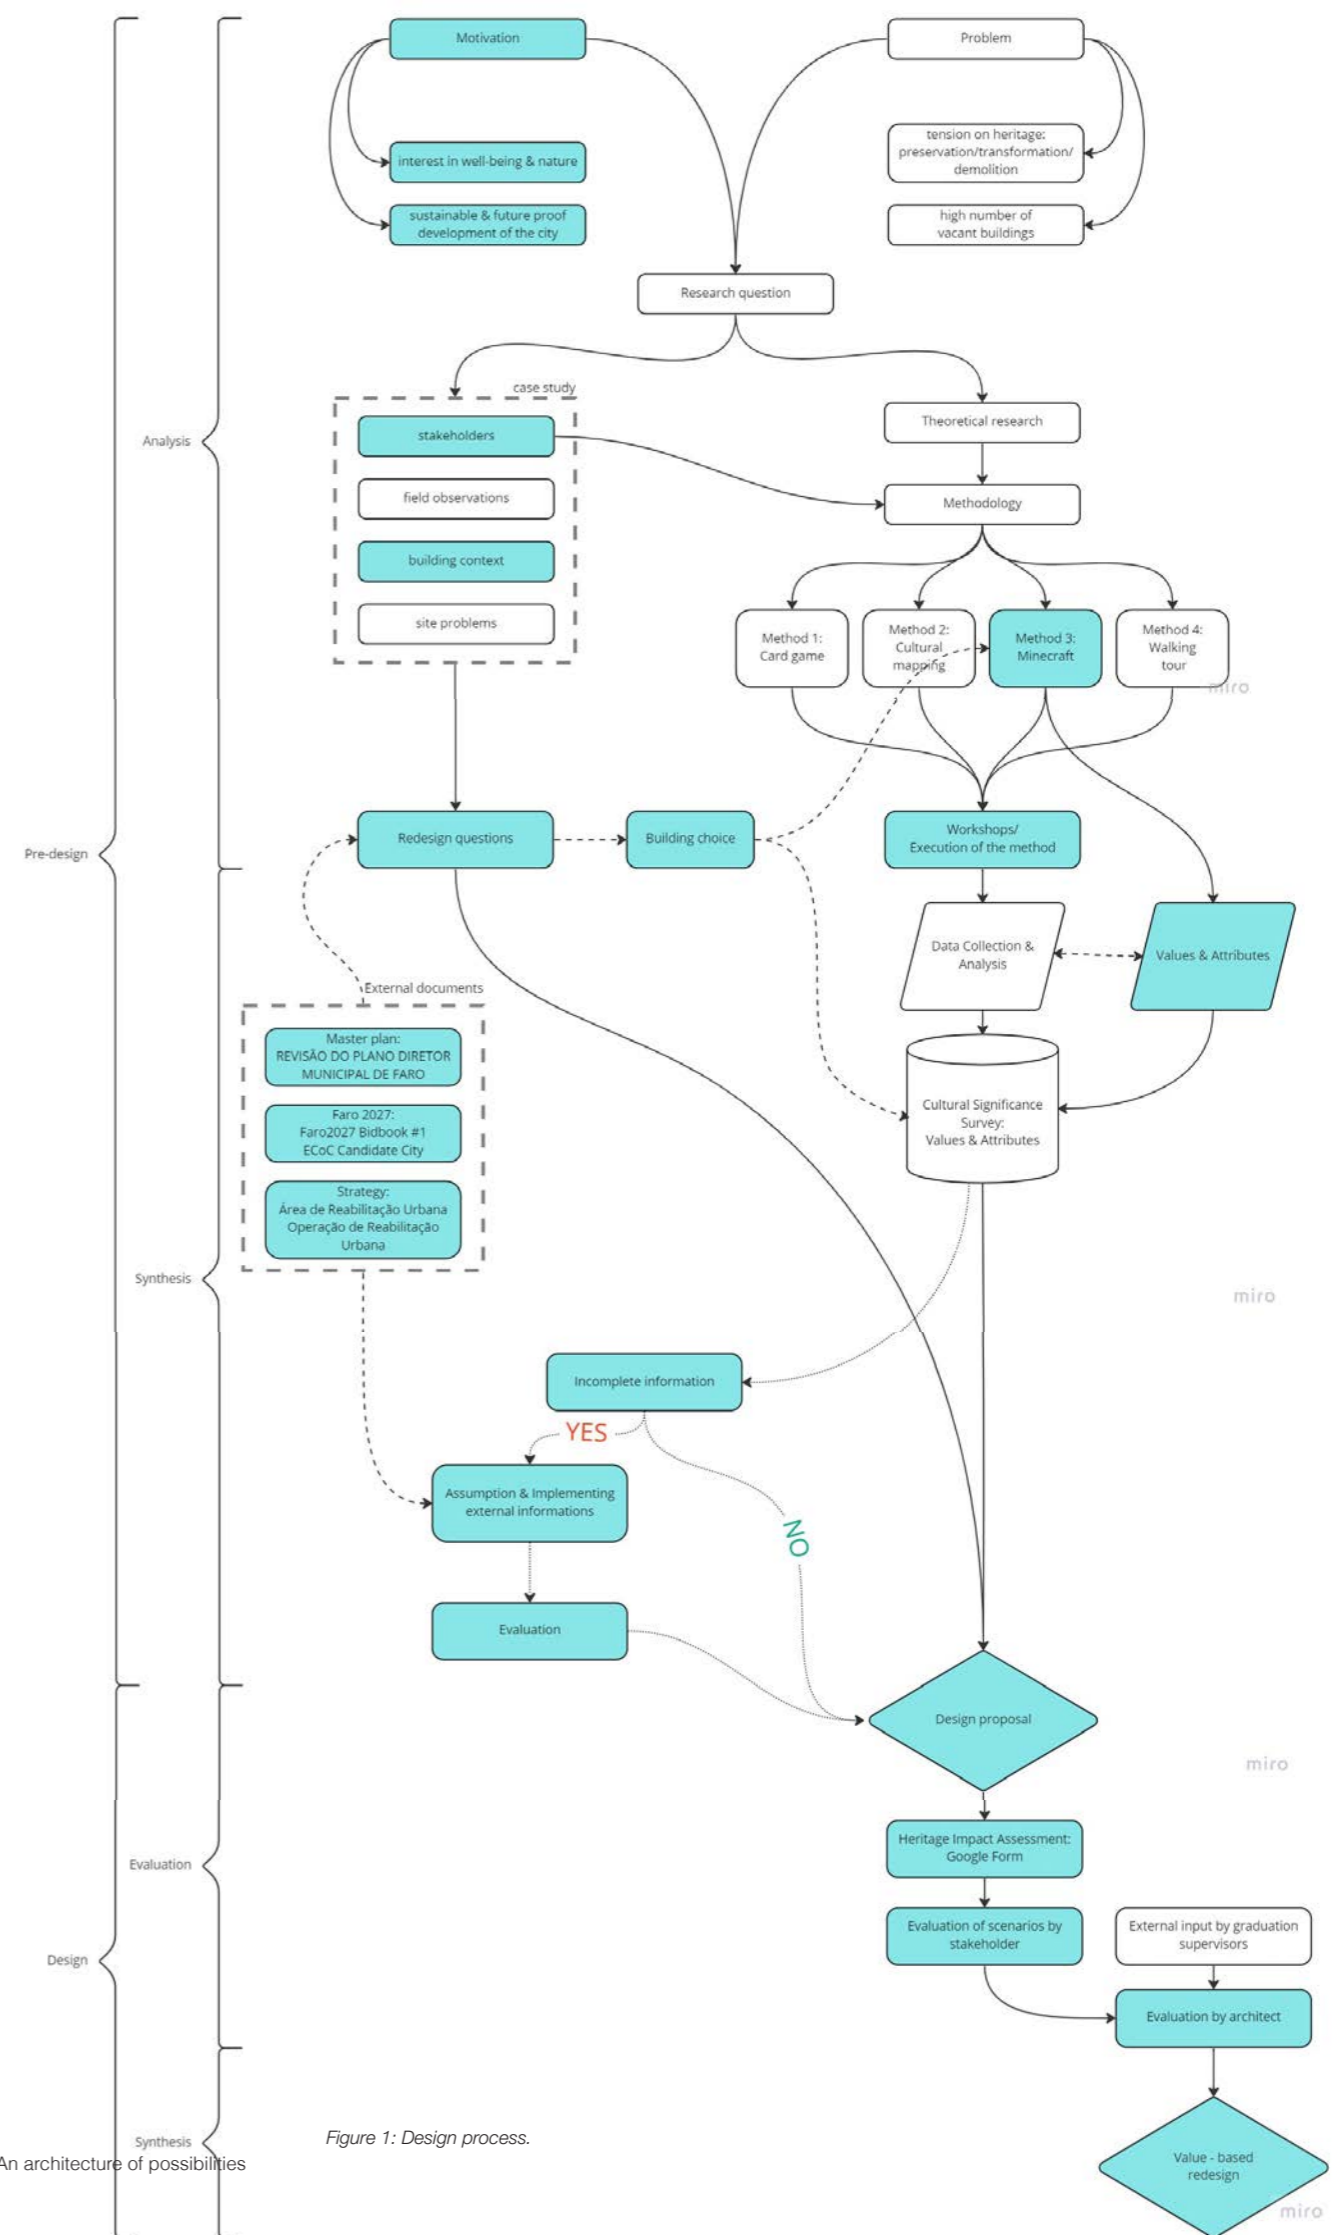 Motivation
Problem
interest in well-being & nature
tension on heritage:
preservation/transformation/
demolition
sustainable & future proof
development of the city
high number of
vacant buildings
Research question
case study
stakeholders
Theoretical research
Analysis
field observations
Methodology
building context
site problems
Method 1:
Card game
Method 2:
Cultural
mapping
Method 3:
Minecraft
Method 4:
Walking
tour
miro
Pre-design
Redesign questions
Building choice
Workshops/
Execution of the method
Data Collection &
Analysis
Values & Attributes
External documents
Master plan:
REVISÃO DO PLANO DIRETOR
MUNICIPAL DE FARO
Faro 2027:
Faro2027 Bidbook #1
ECoC Candidate City
Cultural Significance
Survey:
Values & Attributes
Strategy:
Área de Reabilitação Urbana
Operação de Reabilitação
Urbana
Synthesis
miro
Incomplete information
YES
Assumption & Implementing
external informations
NO
Evaluation
Design proposal
miro
Heritage Impact Assessment:
Google Form
Evaluation
Evaluation of scenarios by
stakeholder
External input by graduation
supervisors
Design
Evaluation by architect
Synthesis
Figure 1: Design process.
An architecture of possibilities
Value - based
redesign
miro